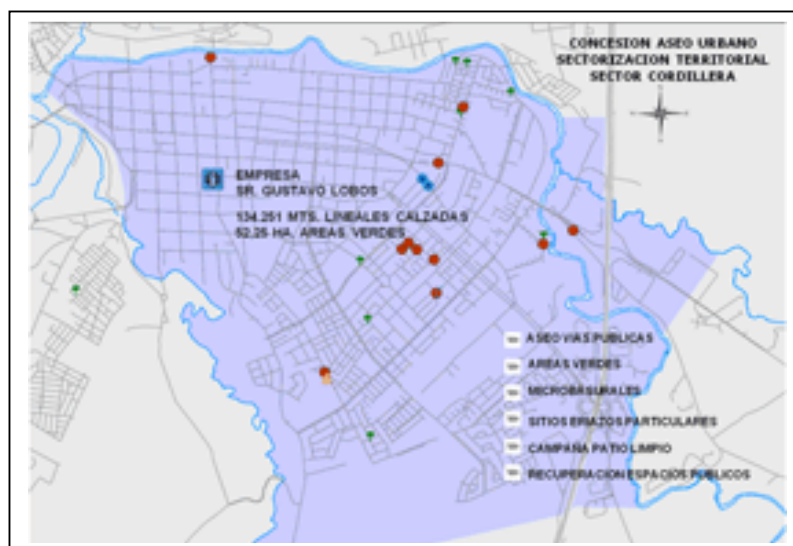 CONCESION ASEO URBANO
SECTORIZACION TERRITORIAL
SECTOR CORDILLERA
EMPRESA
SR. GUSTAVO LOBOS
134.251 MTS. LINEALES CALZADAS
52,25 HA. AREAS VERDES
ASEO VIAS PUBLICAS
AREAS VERDES
MICROBASURALES
SITIOS ERIAZOS PARTICULARES
CAMPAÑA PATIO LIMPIO
RECUPERACION ESPACIOS PUBLICOS